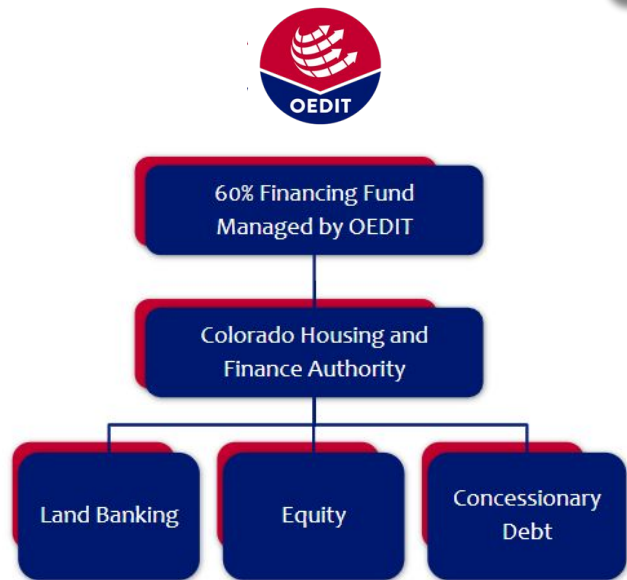 OEDIT
60% Financing Fund
Managed by OEDIT
Colorado Housing and
Finance Authority
Land Banking
Equity
Concessionary
Debt